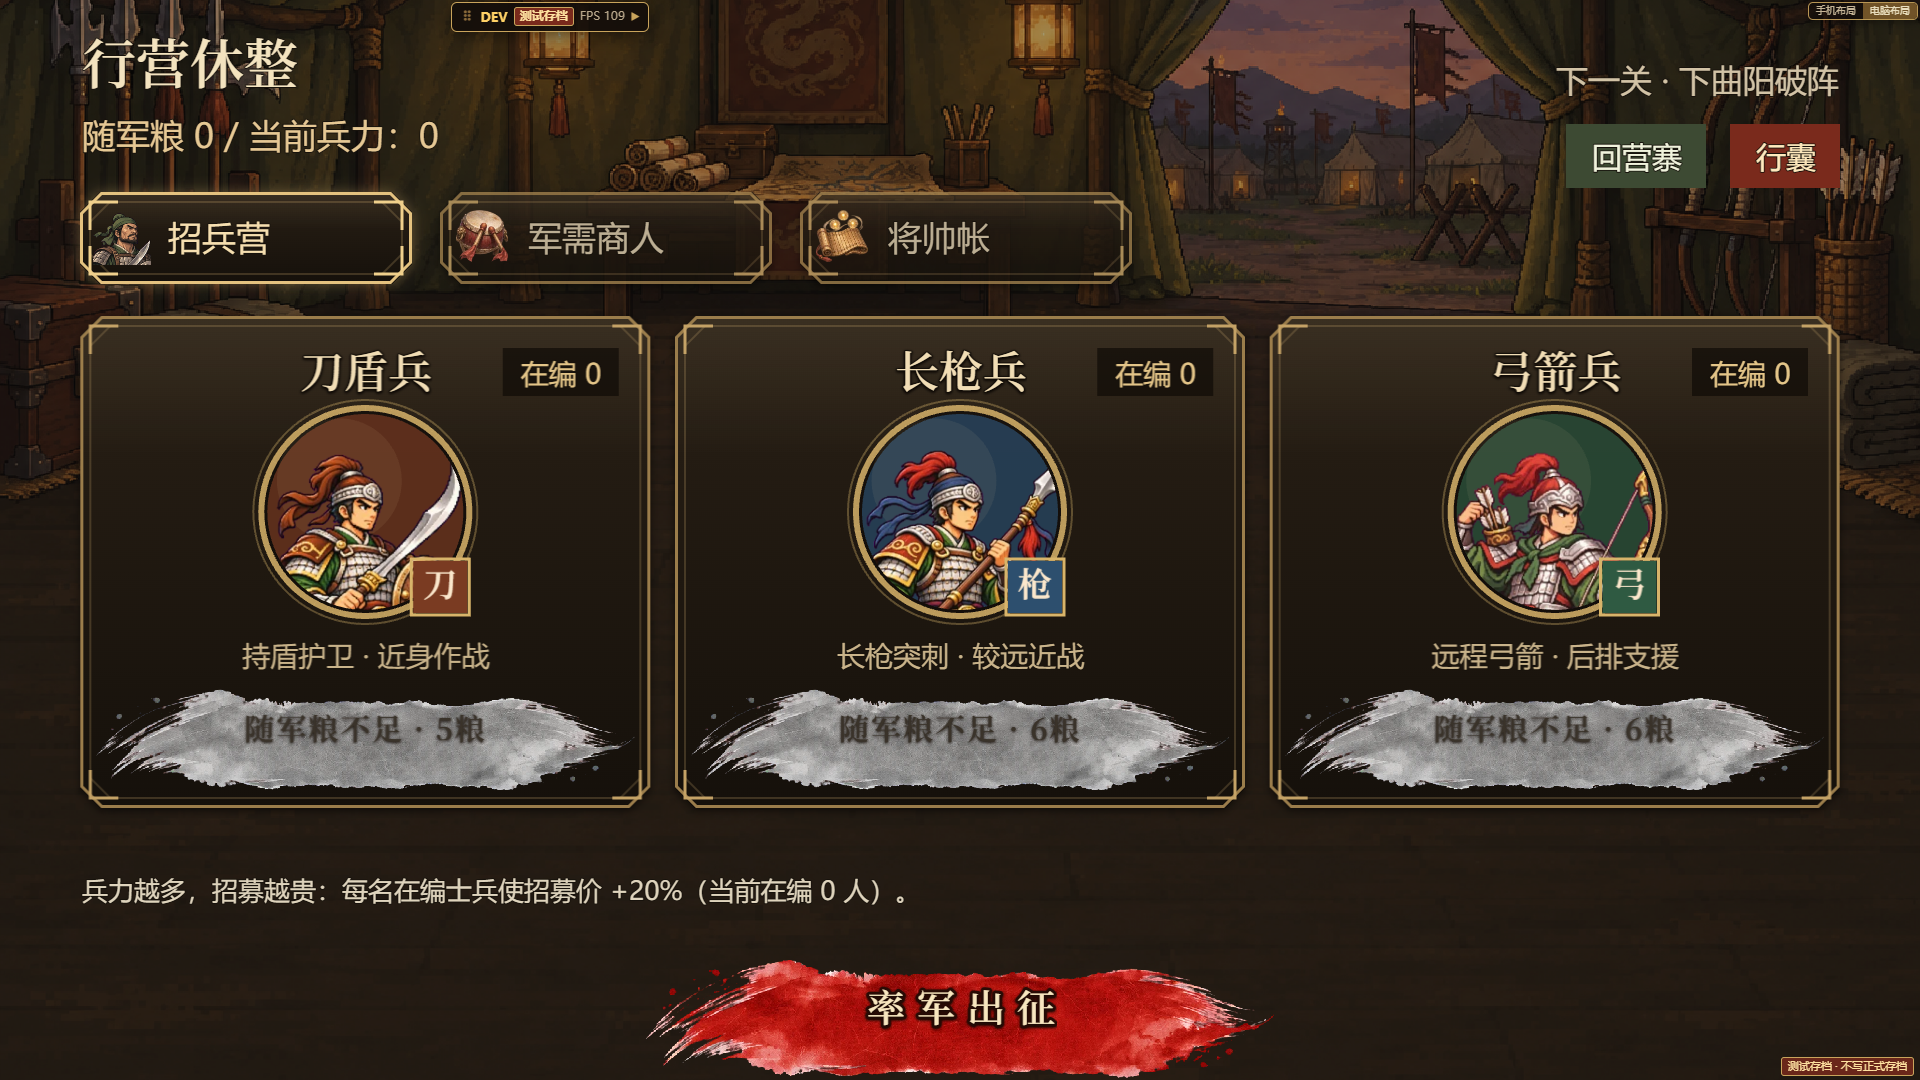 DEV 测试存档 FPS 109 ▶
手机布局 电脑布局
行营休整
下一关 · 下曲阳破阵
随军粮 0 / 当前兵力：0
回营寨 行囊
招兵营 军需商人 将帅帐
刀盾兵 在编 0
长枪兵 在编 0
弓箭兵 在编 0
刀
枪
弓
持盾护卫 · 近身作战
长枪突刺 · 较远近战
远程弓箭 · 后排支援
随军粮不足 · 5粮
随军粮不足 · 6粮
随军粮不足 · 6粮
兵力越多，招募越贵：每名在编士兵使招募价 +20%（当前在编 0 人）。
率军出征
测试存档 · 不写正式存档